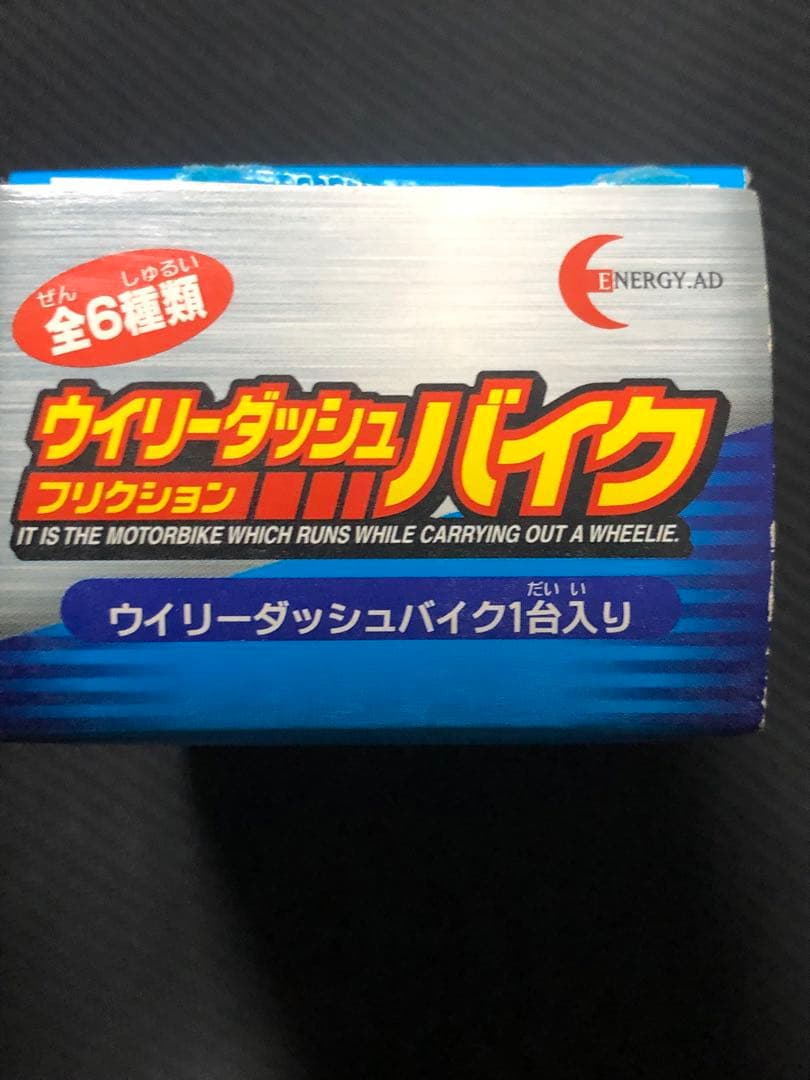 ぜん しゅるい
全6種類
ENERGY.AD
ウイリーダッシュバイク
フリクション
IT IS THE MOTORBIKE WHICH RUNS WHILE CARRYING OUT A WHEELIE.
だい い
ウイリーダッシュバイク1台入り